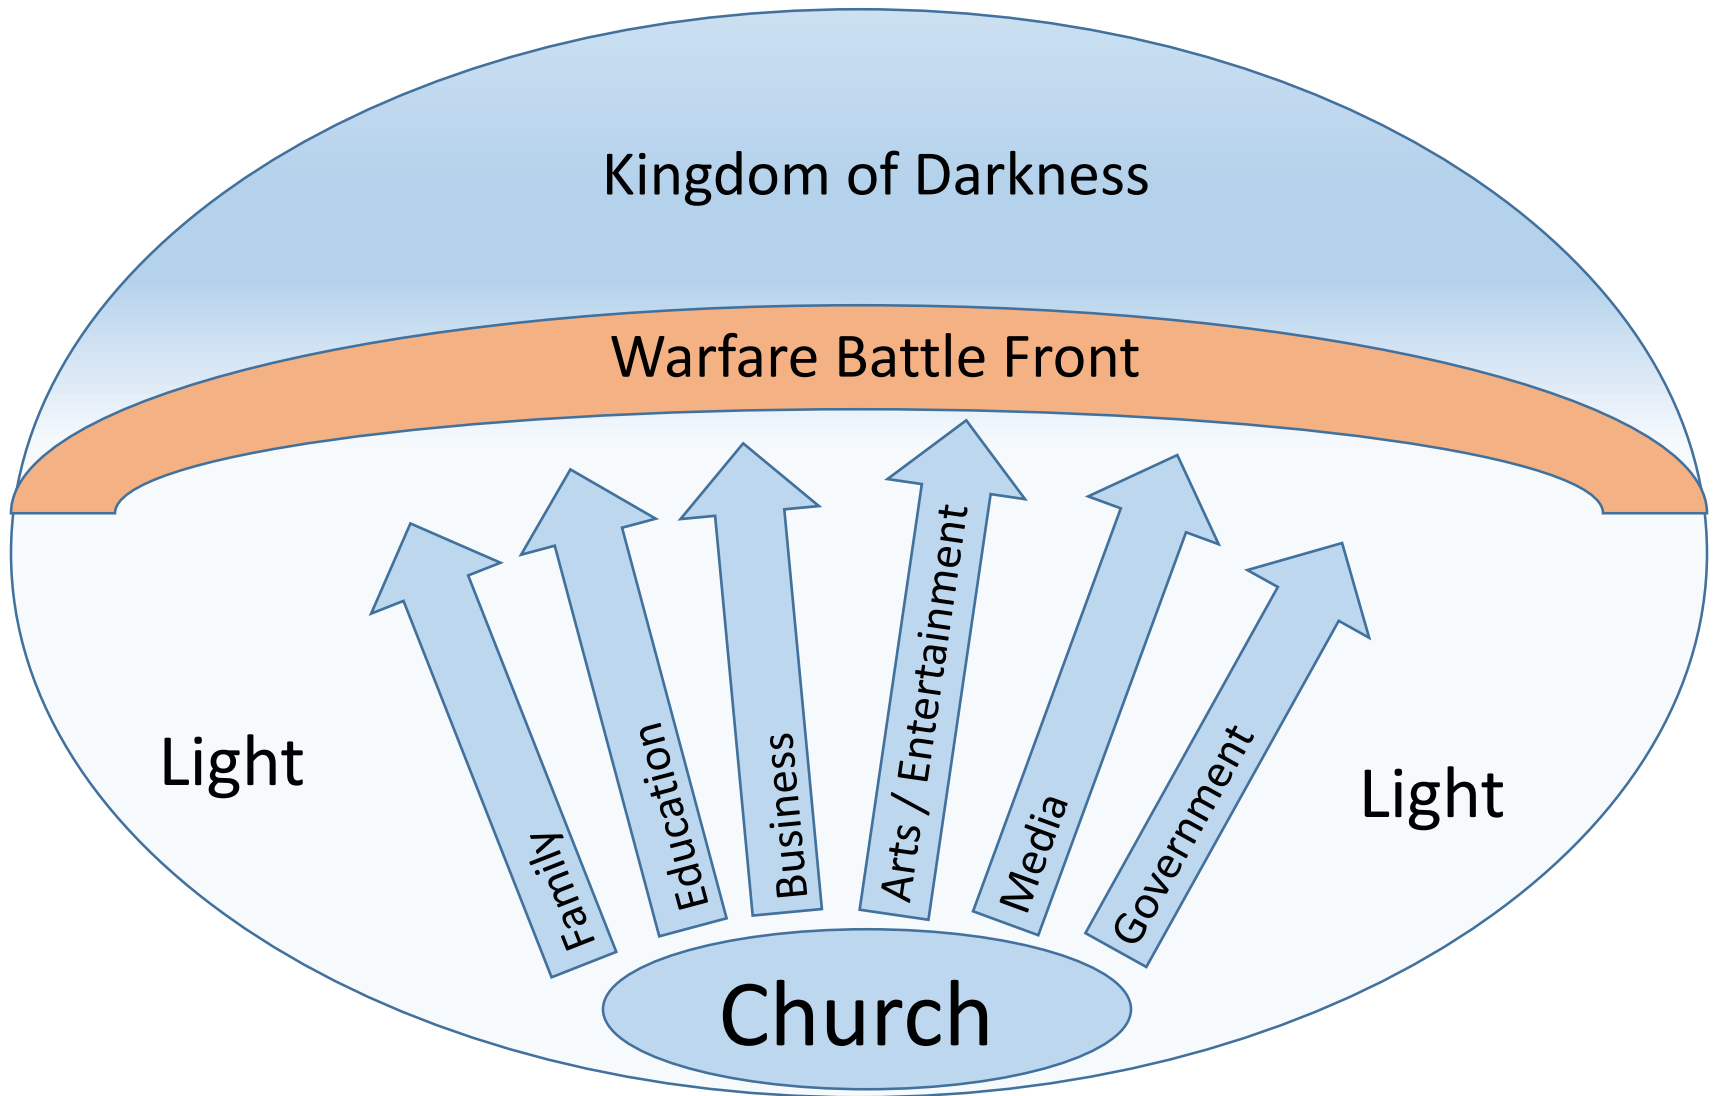 Kingdom of Darkness
Warfare Battle Front
Light
Family
Education
Business
Arts / Entertainment
Media
Government
Light
Church